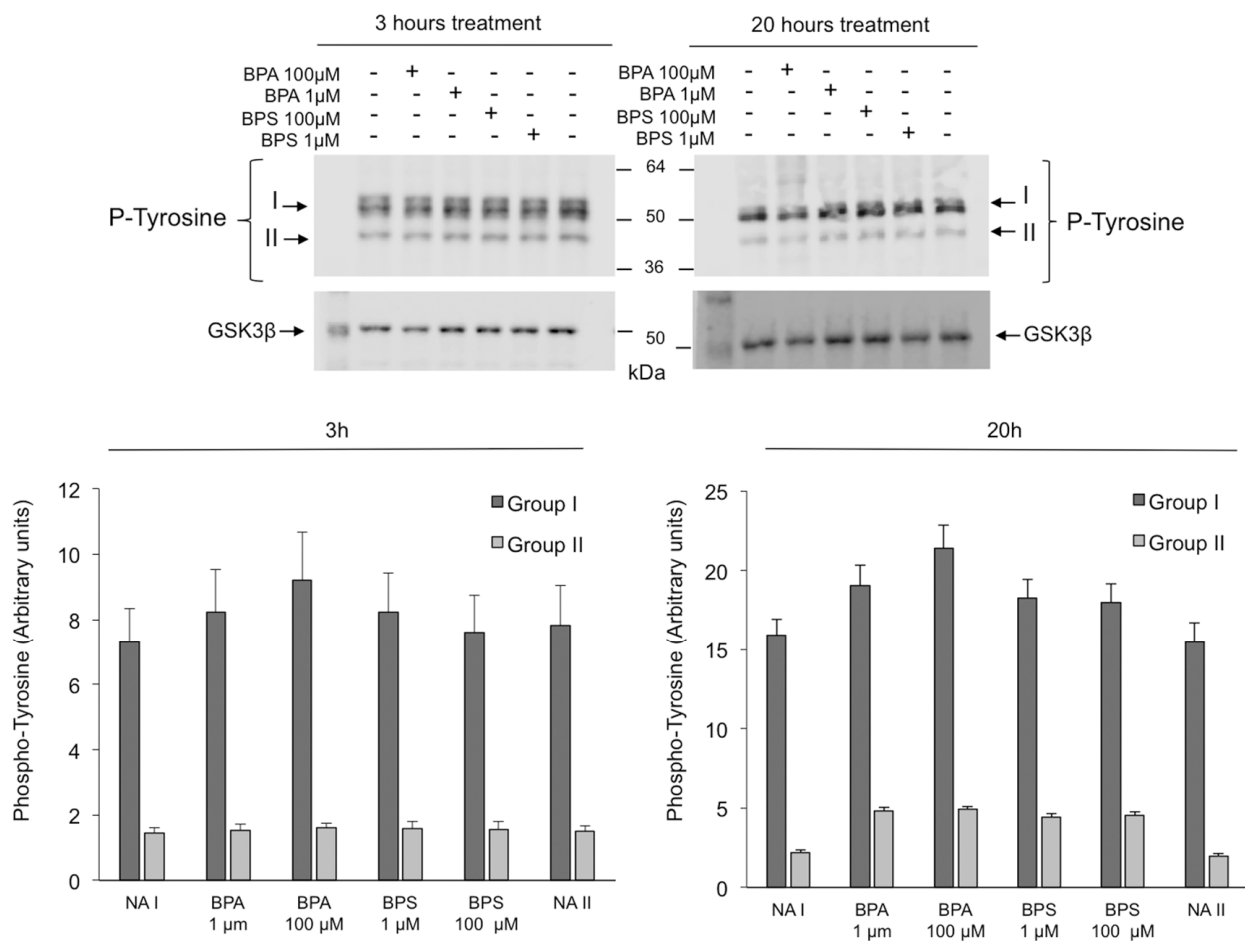 3 hours treatment 20 hours treatment
BPA 100µM - + - - - - BPA 100µM - + - - - -
BPA 1µM - - + - - - BPA 1µM - - + - - -
BPS 100µM - - - + - - BPS 100µM - - - + - -
BPS 1µM - - - - + - BPS 1µM - - - - + -
64
I I
P-Tyrosine 50 P-Tyrosine
II II
36
GSK3β 50 GSK3β
kDa
3h 20h
Phospho-Tyrosine (Arbitrary units)
12
10
8
6
4
2
0
Group I
Group II
NA I BPA BPA BPS BPS NA II
1 µm 100 µM 1 µM 100 µM
Phospho-Tyrosine (Arbitrary units)
25
20
15
10
5
0
Group I
Group II
NA I BPA BPA BPS BPS NA II
1 µm 100 µM 1 µM 100 µM